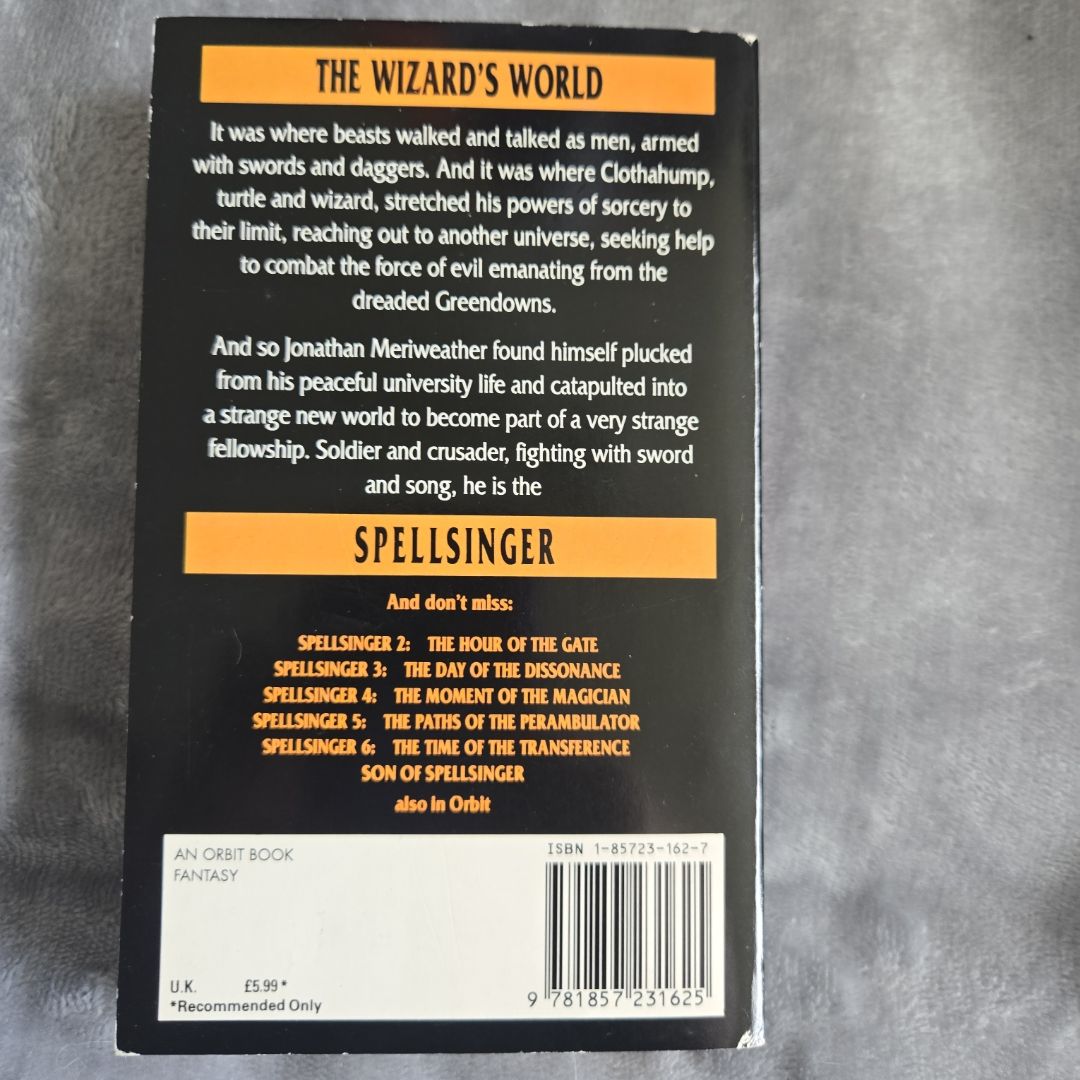 THE WIZARD'S WORLD
It was where beasts walked and talked as men, armed
with swords and daggers. And it was where Clothahump,
turtle and wizard, stretched his powers of sorcery to
their limit, reaching out to another universe, seeking help
to combat the force of evil emanating from the
dreaded Greendowns.
And so Jonathan Meriweather found himself plucked
from his peaceful university life and catapulted into
a strange new world to become part of a very strange
fellowship. Soldier and crusader, fighting with sword
and song, he is the
SPELLSINGER
And don't miss:
SPELLSINGER 2: THE HOUR OF THE GATE
SPELLSINGER 3: THE DAY OF THE DISSONANCE
SPELLSINGER 4: THE MOMENT OF THE MAGICIAN
SPELLSINGER 5: THE PATHS OF THE PERAMBULATOR
SPELLSINGER 6: THE TIME OF THE TRANSFERENCE
SON OF SPELLSINGER
also in Orbit
AN ORBIT BOOK
FANTASY
ISBN 1-85723-162-7
U.K. £5.99*
*Recommended Only
9 781857 231625